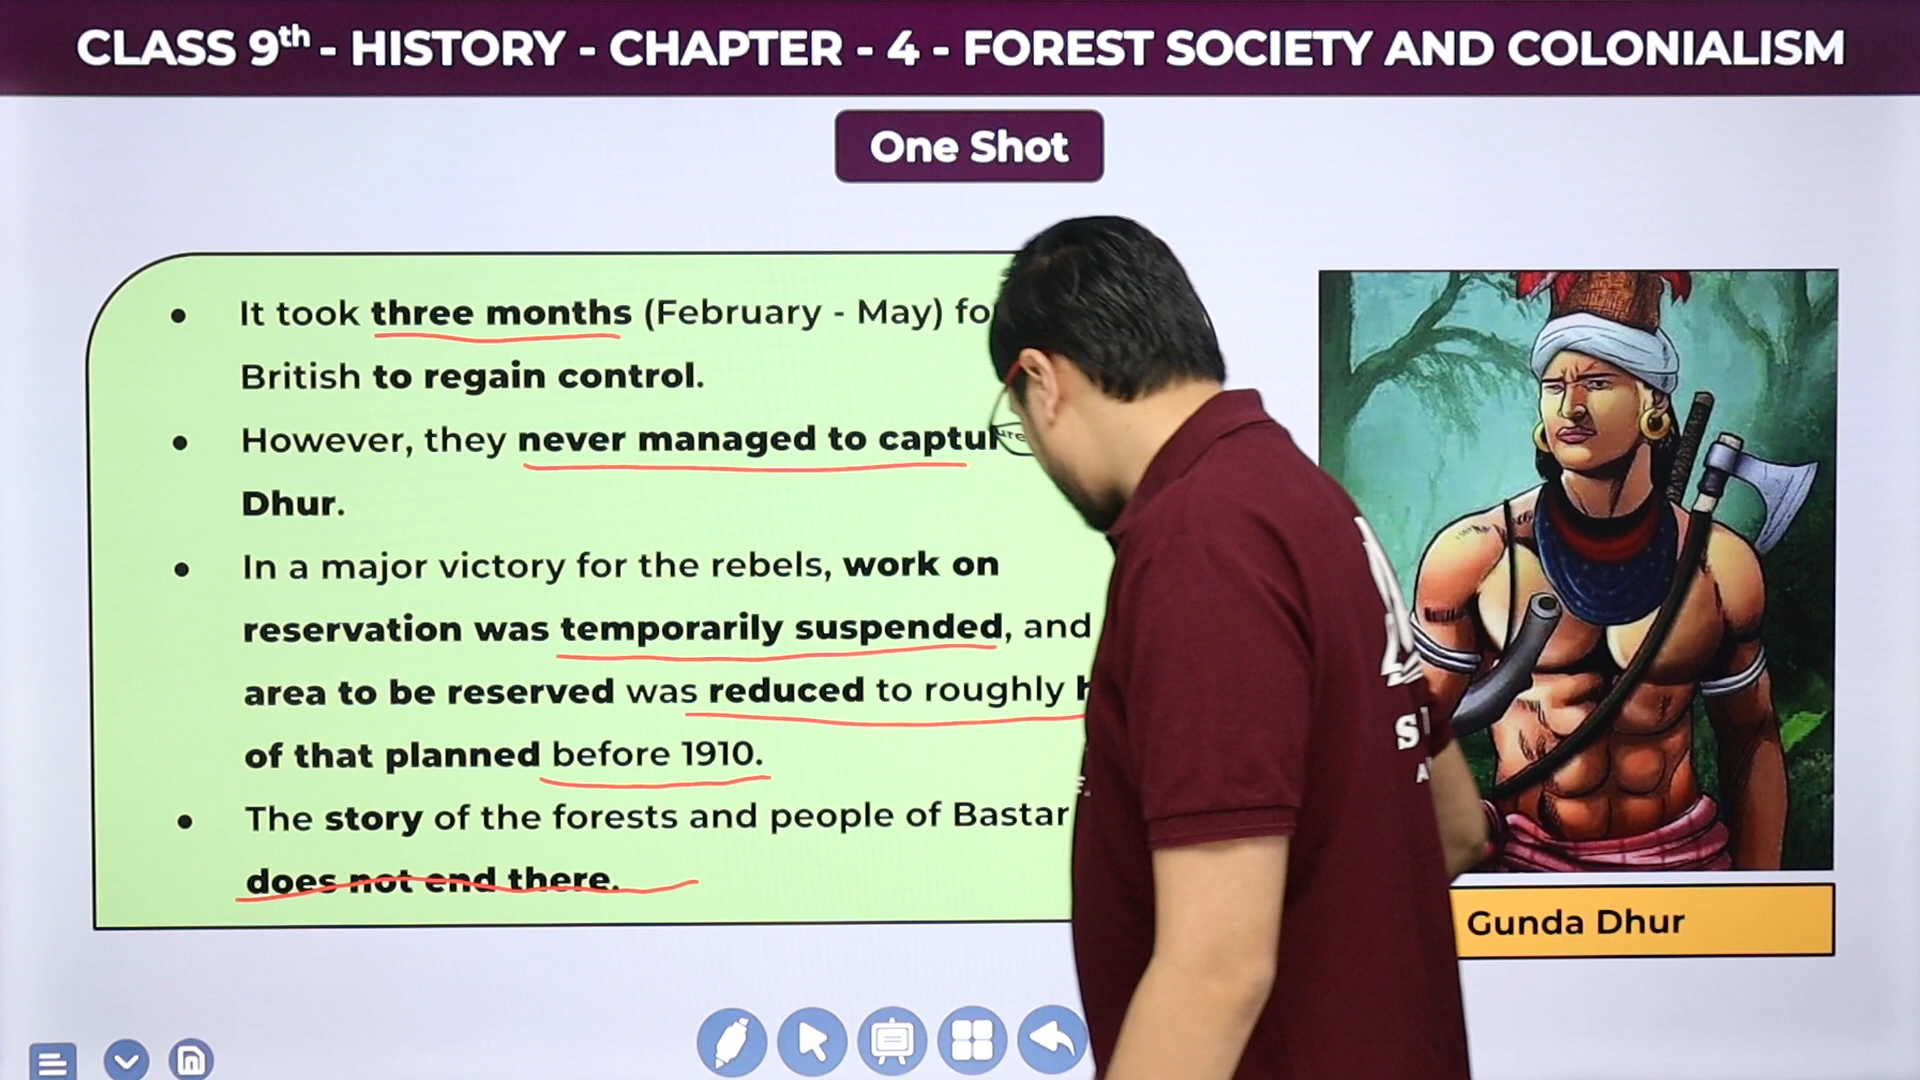 CLASS 9th - HISTORY - CHAPTER - 4 - FOREST SOCIETY AND COLONIALISM
One Shot
• It took three months (February - May) fo
British to regain control.
• However, they never managed to captur
Dhur.
• In a major victory for the rebels, work on
reservation was temporarily suspended, and
area to be reserved was reduced to roughly
of that planned before 1910.
• The story of the forests and people of Bastar
does not end there.
Gunda Dhur